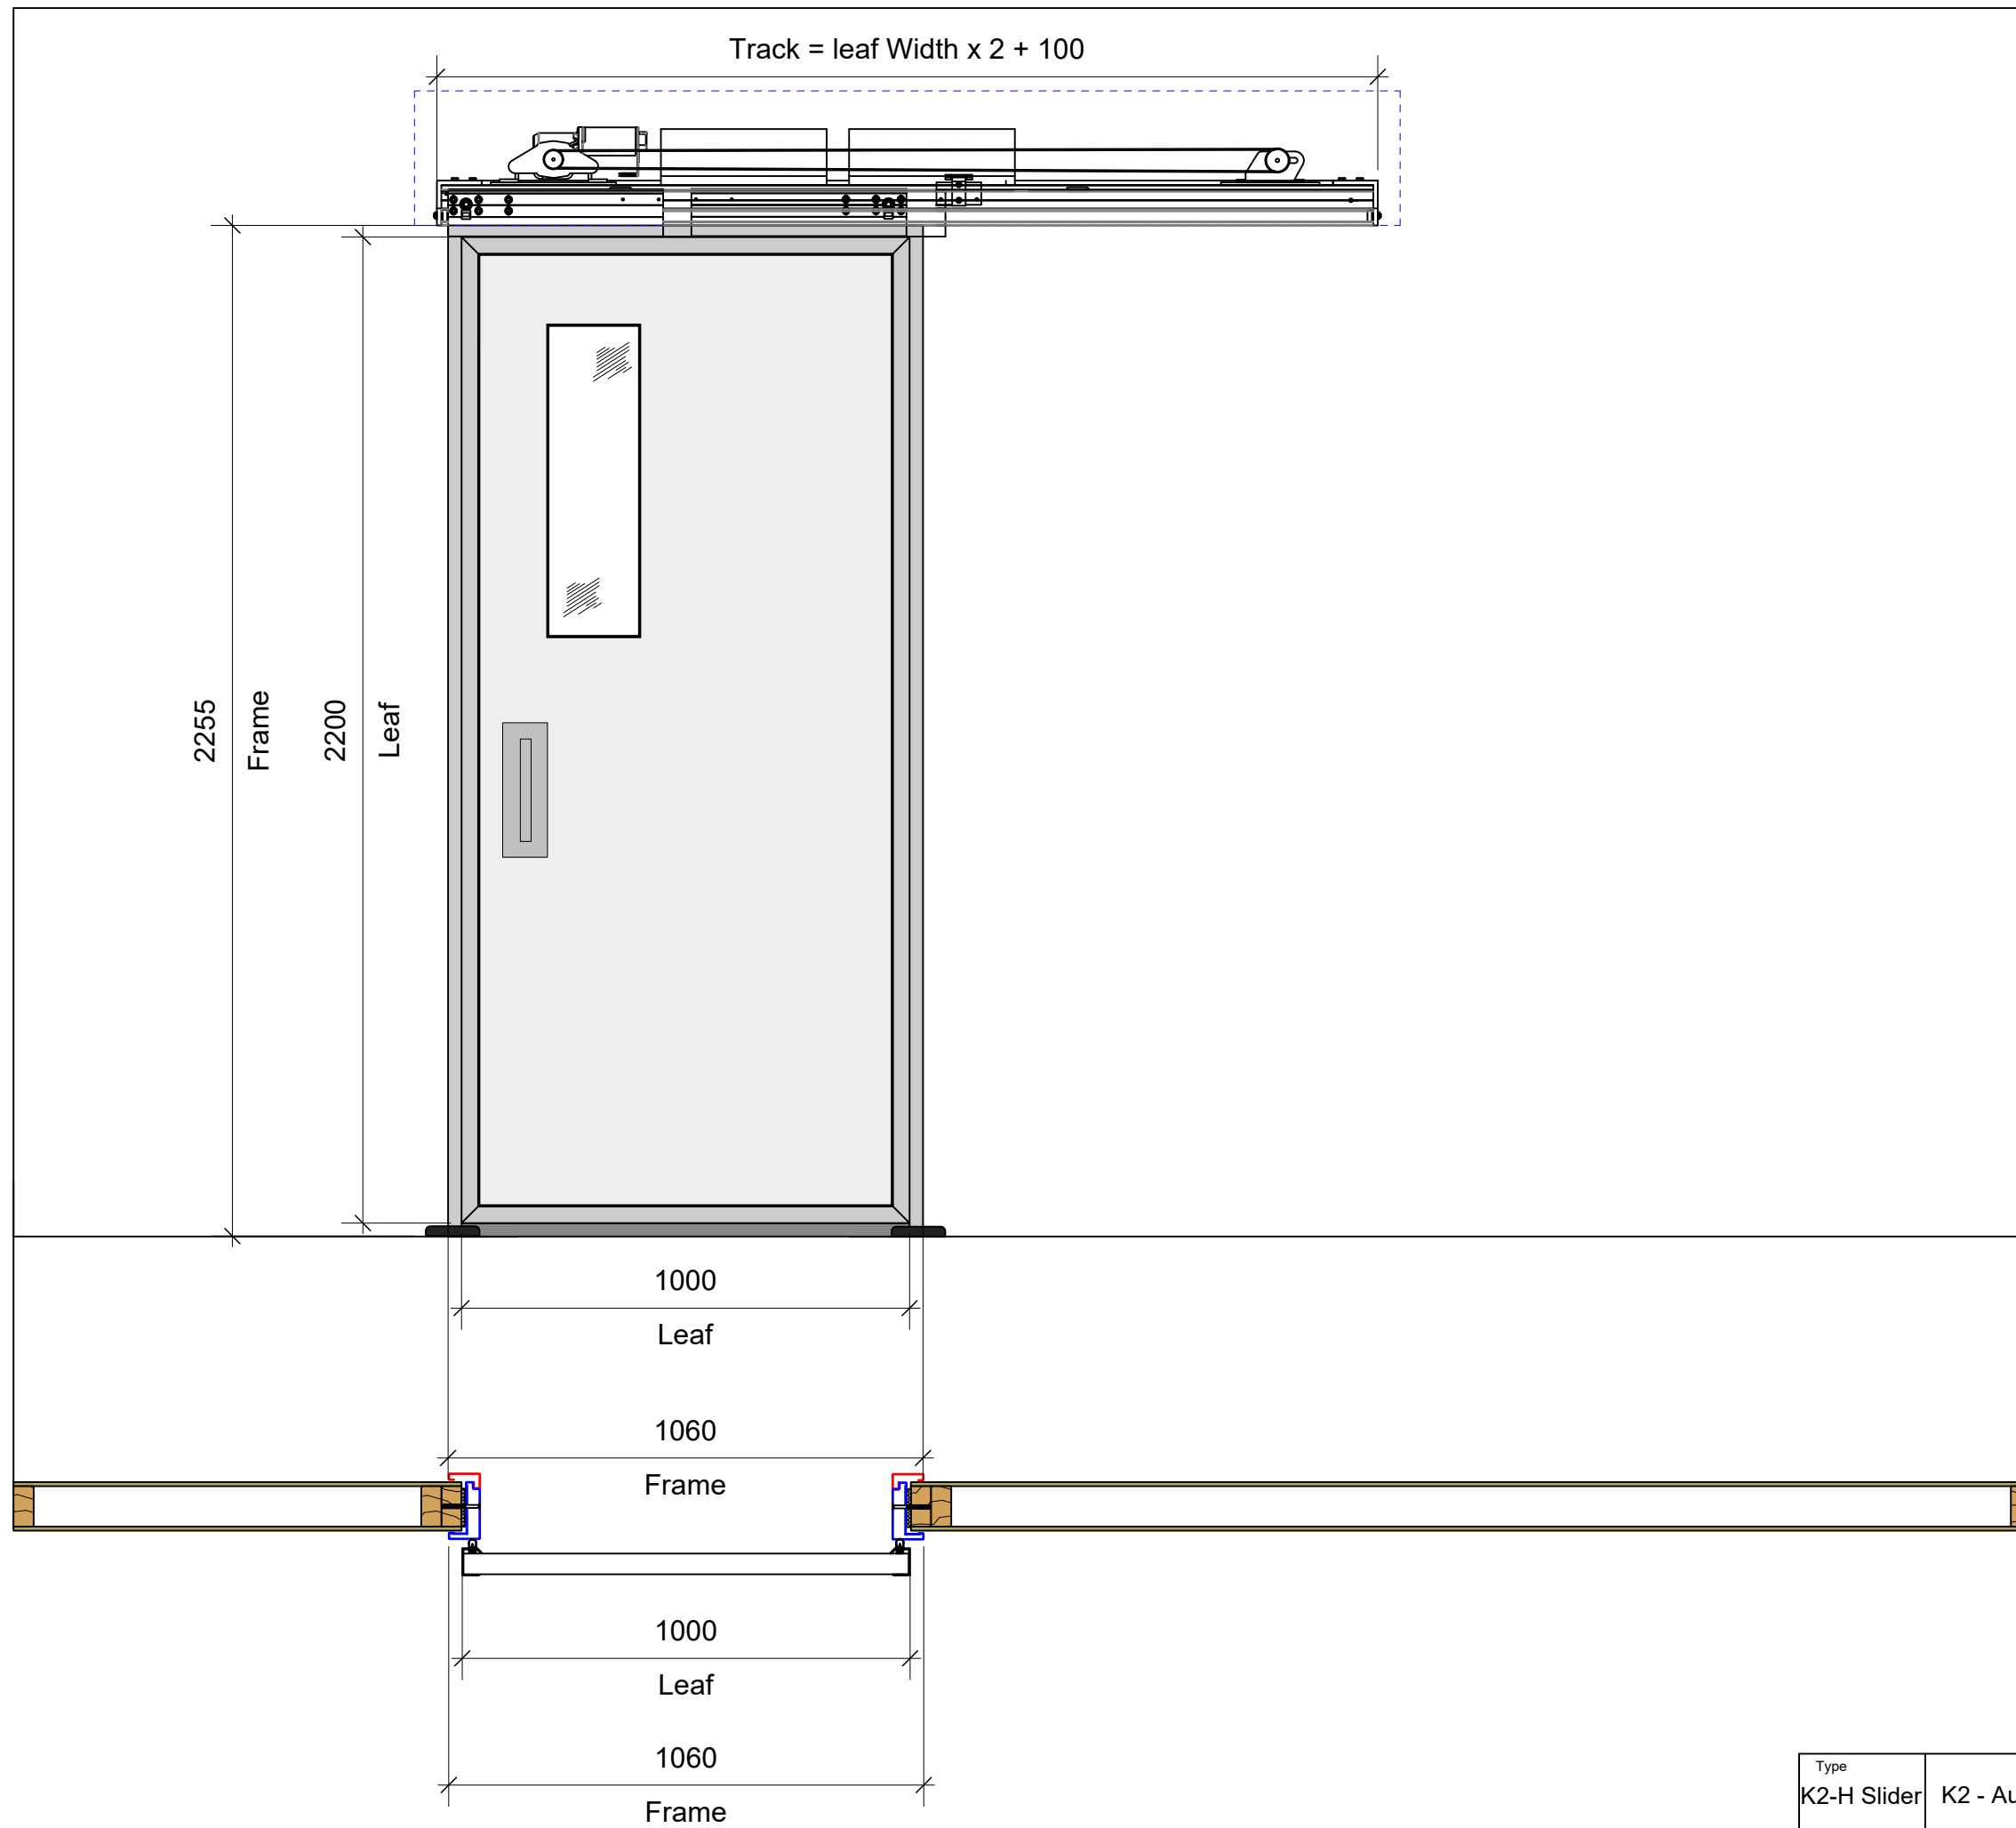 Track = leaf Width x 2 + 100
2255
Frame
2200
Leaf
1000
Leaf
1060
Frame
1000
Leaf
1060
Frame
Type
K2-H Slider
K2 - Au